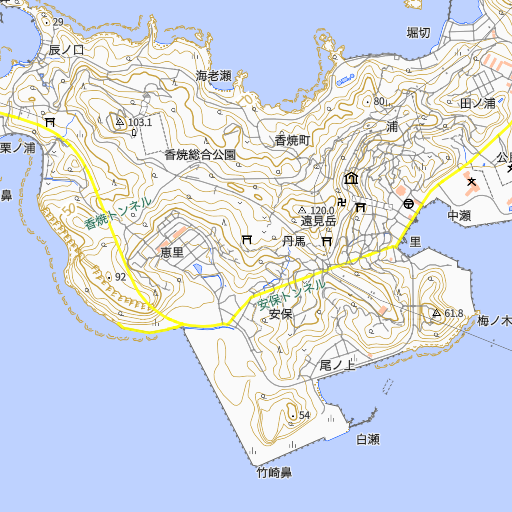 29
堀切
辰ノ口
海老瀬
80
田ノ浦
103.1
浦
香焼町
栗ノ浦
香焼総合公園
公民
鼻
香焼トンネル
120.0
中瀬
遠見岳
丹馬
里
恵里
92
安保トンネル
安保
61.8
梅ノ木
尾ノ上
54
白瀬
竹崎鼻